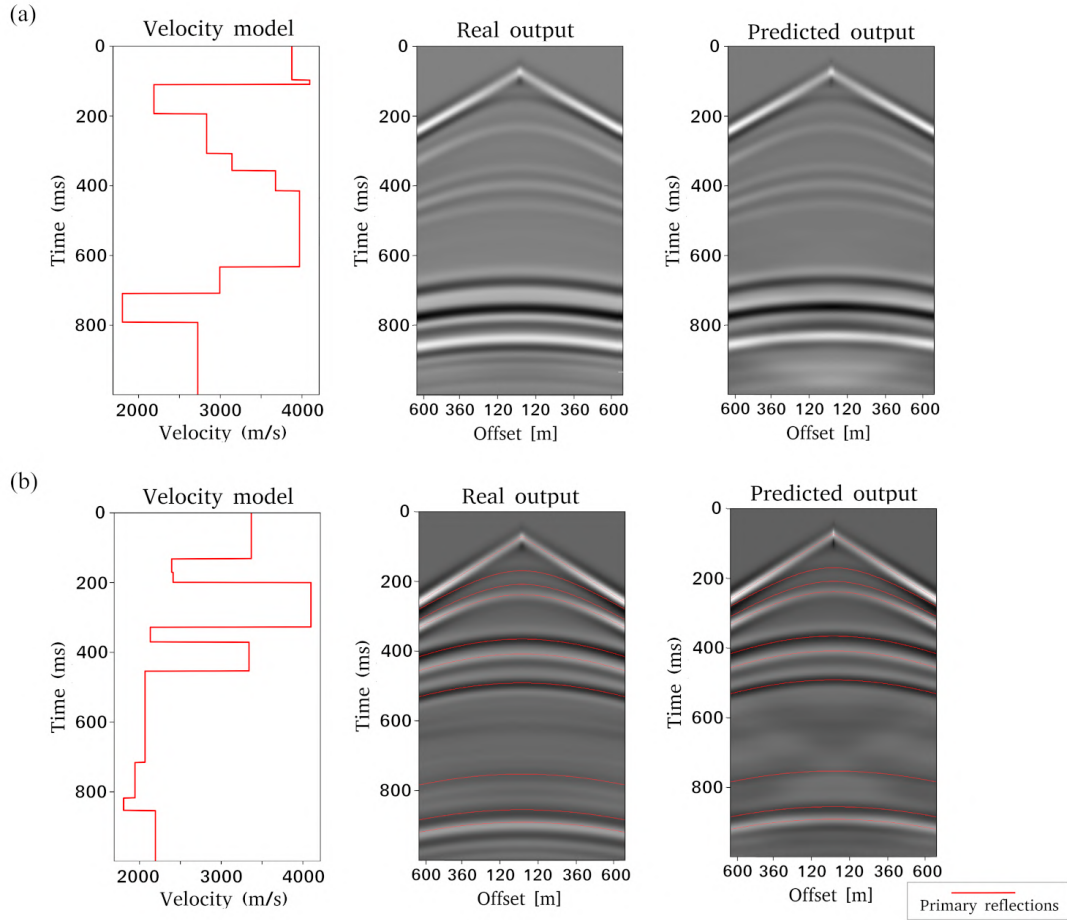 (a)
Velocity model
Real output
Predicted output
0
200
400
600
800
Time (ms)
2000 3000 4000
Velocity (m/s)
0
200
400
600
800
Time (ms)
600 360 120 120 360 600
Offset [m]
0
200
400
600
800
Time (ms)
600 360 120 120 360 600
Offset [m]
(b)
Velocity model
Real output
Predicted output
0
200
400
600
800
Time (ms)
2000 3000 4000
Velocity (m/s)
0
200
400
600
800
Time (ms)
600 360 120 120 360 600
Offset [m]
0
200
400
600
800
Time (ms)
600 360 120 120 360 600
Offset [m]
Primary reflections